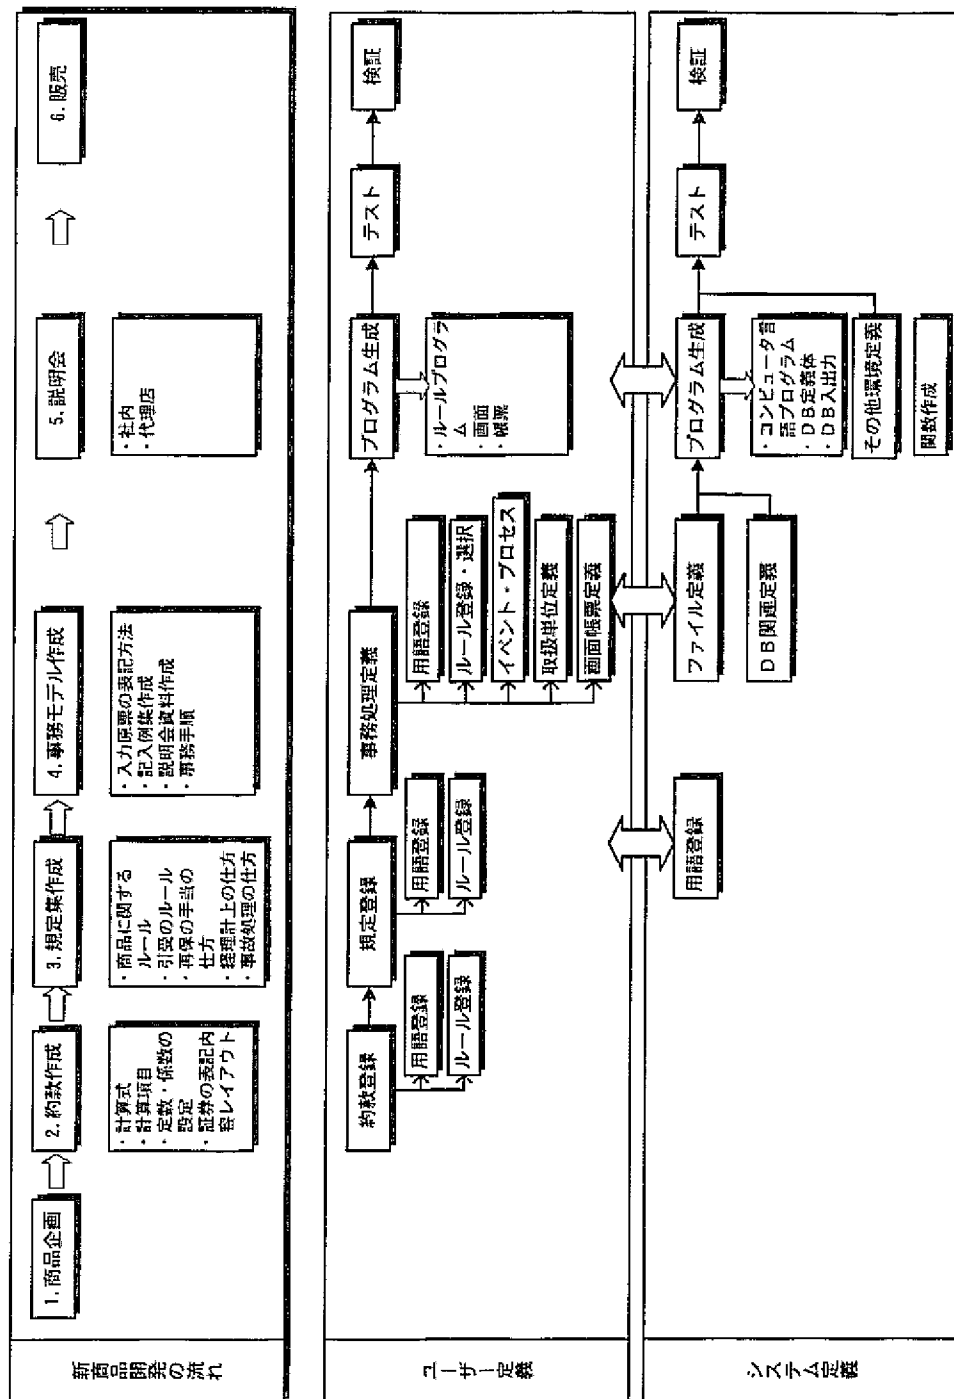 新商品開発の流れ
1. 商品企画
2. 約款作成
・計算式
・計算項目
・定数・係数の
設定
・証券の表記内
容レイアウト
3. 規定集作成
・商品に関する
ルール
・引受のルール
・再保の手当の
仕方
・経理計上の仕方
・事故処理の仕方
4. 事務モデル作成
・入力原票の表記方法
・記入例集作成
・説明会資料作成
・事務手順
5. 説明会
・社内
・代理店
6. 販売
ユーザー定義
約款登録
用語登録
ルール登録
規定登録
用語登録
ルール登録
事務処理定義
用語登録
ルール登録・選択
イベント・プロセス
取扱単位定義
画面帳票定義
プログラム生成
・ルールプログラ
ム
・画面
・帳票
テスト
検証
システム定義
用語登録
ファイル定義
DB関連定義
プログラム生成
・コンピュータ言
語プログラム
・DB定義体
・DB入出力
その他環境定義
関数作成
テスト
検証